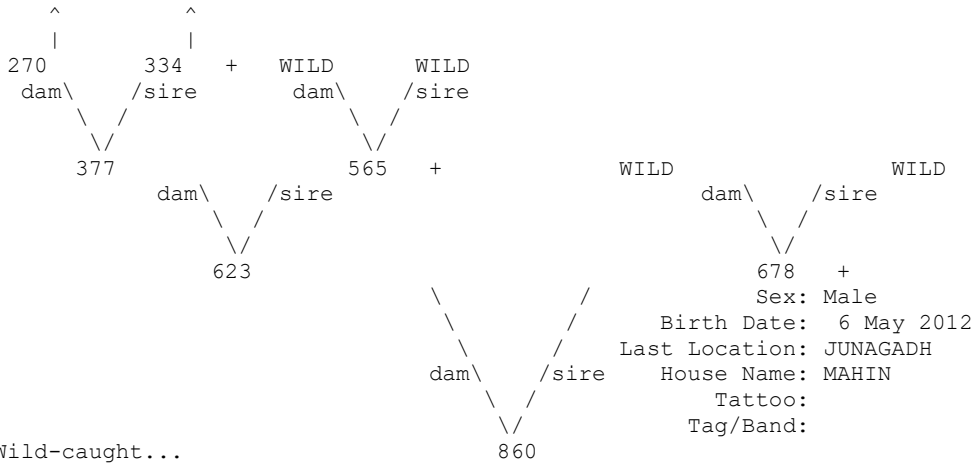 ^ ^
| |
270 334 + WILD WILD
dam\ /sire dam\ /sire
\ / \ /
\/ \/
377 565 + WILD WILD
dam\ /sire dam\ /sire
\ / \ /
\/ \/
623 678 +
\ / Sex: Male
\ / Birth Date: 6 May 2012
\ / Last Location: JUNAGADH
dam\ /sire House Name: MAHIN
\ / Tattoo:
\/ Tag/Band:
Wild-caught... 860